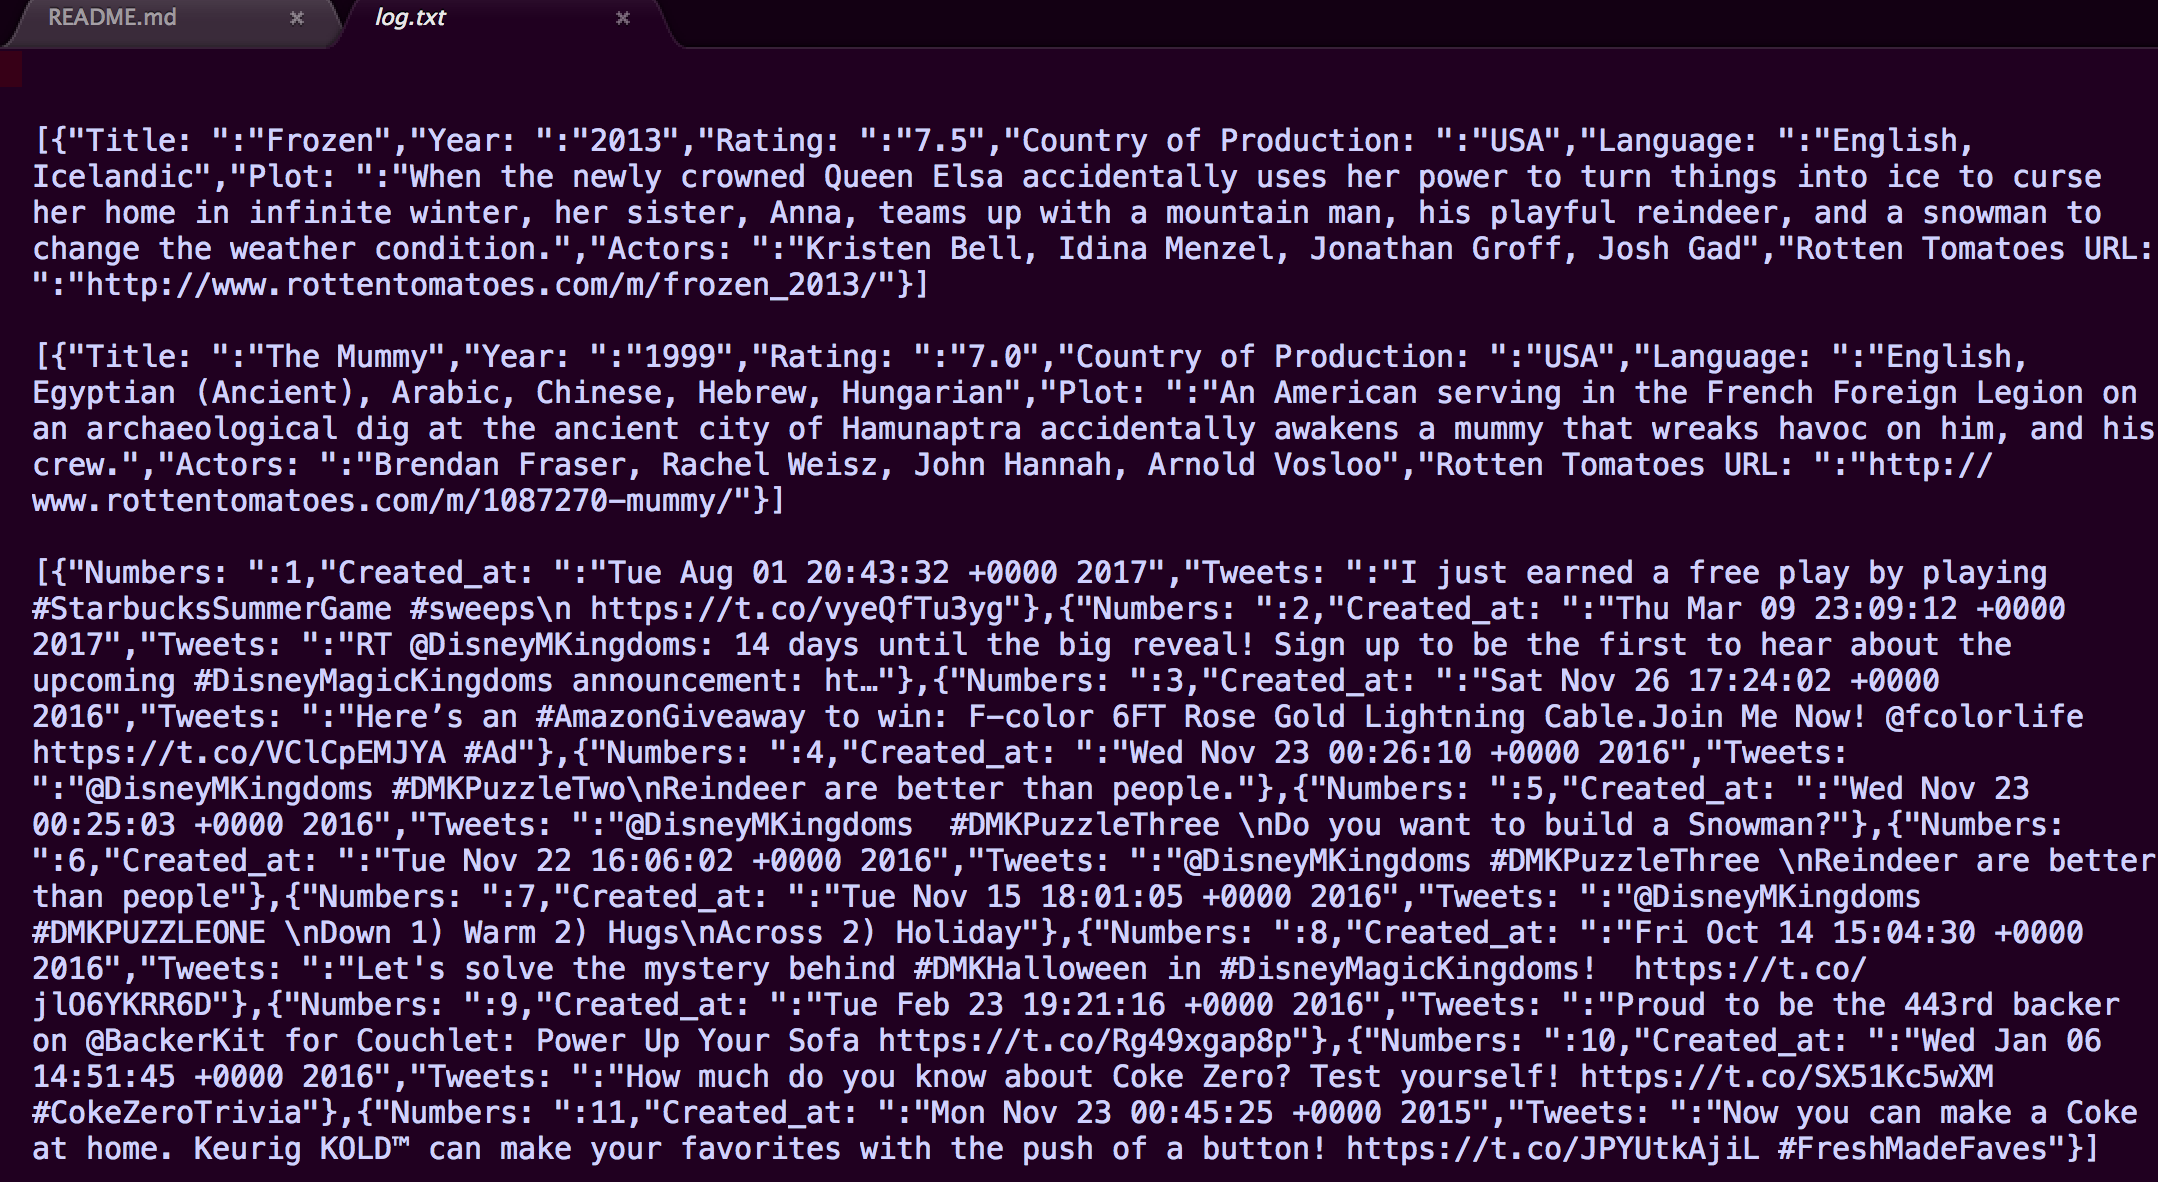 README.md
log.txt
[{"Title: ":"Frozen","Year: ":"2013","Rating: ":"7.5","Country of Production: ":"USA","Language: ":"English,
Icelandic","Plot: ":"When the newly crowned Queen Elsa accidentally uses her power to turn things into ice to curse
her home in infinite winter, her sister, Anna, teams up with a mountain man, his playful reindeer, and a snowman to
change the weather condition.","Actors: ":"Kristen Bell, Idina Menzel, Jonathan Groff, Josh Gad","Rotten Tomatoes URL:
":"http://www.rottentomatoes.com/m/frozen_2013/"}]
[{"Title: ":"The Mummy","Year: ":"1999","Rating: ":"7.0","Country of Production: ":"USA","Language: ":"English,
Egyptian (Ancient), Arabic, Chinese, Hebrew, Hungarian","Plot: ":"An American serving in the French Foreign Legion on
an archaeological dig at the ancient city of Hamunaptra accidentally awakens a mummy that wreaks havoc on him, and his
crew.","Actors: ":"Brendan Fraser, Rachel Weisz, John Hannah, Arnold Vosloo","Rotten Tomatoes URL: ":"http://
www.rottentomatoes.com/m/1087270-mummy/"}]
[{"Numbers: ":1,"Created_at: ":"Tue Aug 01 20:43:32 +0000 2017","Tweets: ":"I just earned a free play by playing
#StarbucksSummerGame #sweeps\n https://t.co/vyeQfTu3yg"},{"Numbers: ":2,"Created_at: ":"Thu Mar 09 23:09:12 +0000
2017","Tweets: ":"RT @DisneyMKingdoms: 14 days until the big reveal! Sign up to be the first to hear about the
upcoming #DisneyMagicKingdoms announcement: ht…"},{"Numbers: ":3,"Created_at: ":"Sat Nov 26 17:24:02 +0000
2016","Tweets: ":"Here’s an #AmazonGiveaway to win: F-color 6FT Rose Gold Lightning Cable.Join Me Now! @fcolorlife
https://t.co/VClCpEMJYA #Ad"},{"Numbers: ":4,"Created_at: ":"Wed Nov 23 00:26:10 +0000 2016","Tweets:
":"@DisneyMKingdoms #DMKPuzzleTwo\nReindeer are better than people."},{"Numbers: ":5,"Created_at: ":"Wed Nov 23
00:25:03 +0000 2016","Tweets: ":"@DisneyMKingdoms  #DMKPuzzleThree \nDo you want to build a Snowman?"},{"Numbers:
":6,"Created_at: ":"Tue Nov 22 16:06:02 +0000 2016","Tweets: ":"@DisneyMKingdoms #DMKPuzzleThree \nReindeer are better
than people"},{"Numbers: ":7,"Created_at: ":"Tue Nov 15 18:01:05 +0000 2016","Tweets: ":"@DisneyMKingdoms
#DMKPUZZLEONE \nDown 1) Warm 2) Hugs\nAcross 2) Holiday"},{"Numbers: ":8,"Created_at: ":"Fri Oct 14 15:04:30 +0000
2016","Tweets: ":"Let's solve the mystery behind #DMKHalloween in #DisneyMagicKingdoms!  https://t.co/
jlO6YKRR6D"},{"Numbers: ":9,"Created_at: ":"Tue Feb 23 19:21:16 +0000 2016","Tweets: ":"Proud to be the 443rd backer
on @BackerKit for Couchlet: Power Up Your Sofa https://t.co/Rg49xgap8p"},{"Numbers: ":10,"Created_at: ":"Wed Jan 06
14:51:45 +0000 2016","Tweets: ":"How much do you know about Coke Zero? Test yourself! https://t.co/SX51Kc5wXM
#CokeZeroTrivia"},{"Numbers: ":11,"Created_at: ":"Mon Nov 23 00:45:25 +0000 2015","Tweets: ":"Now you can make a Coke
at home. Keurig KOLD™ can make your favorites with the push of a button! https://t.co/JPYUtkAjiL #FreshMadeFaves"}]